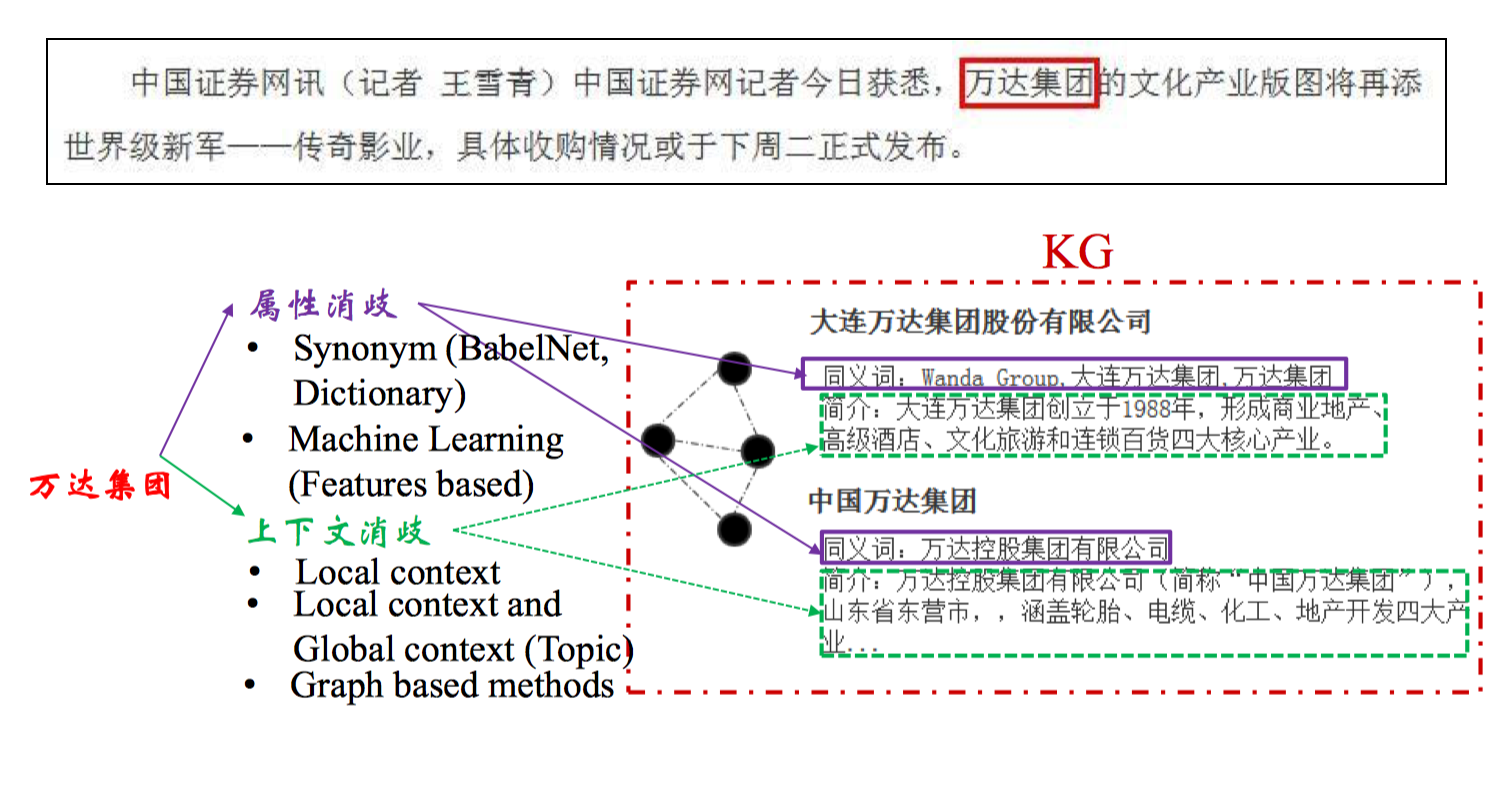 中国证券网讯（记者 王雪青）中国证券网记者今日获悉，万达集团的文化产业版图将再添
世界级新军——传奇影业，具体收购情况或于下周二正式发布。
KG
万达集团
属性消歧
• Synonym (BabelNet,
Dictionary)
• Machine Learning
(Features based)
上下文消歧
• Local context
• Local context and
Global context (Topic)
• Graph based methods
大连万达集团股份有限公司
同义词：Wanda Group,大连万达集团,万达集团
简介：大连万达集团创立于1988年，形成商业地产、
高级酒店、文化旅游和连锁百货四大核心产业。
中国万达集团
同义词：万达控股集团有限公司
简介：万达控股集团有限公司（简称“中国万达集团”），
山东省东营市，，涵盖轮胎、电缆、化工、地产开发四大产
业...